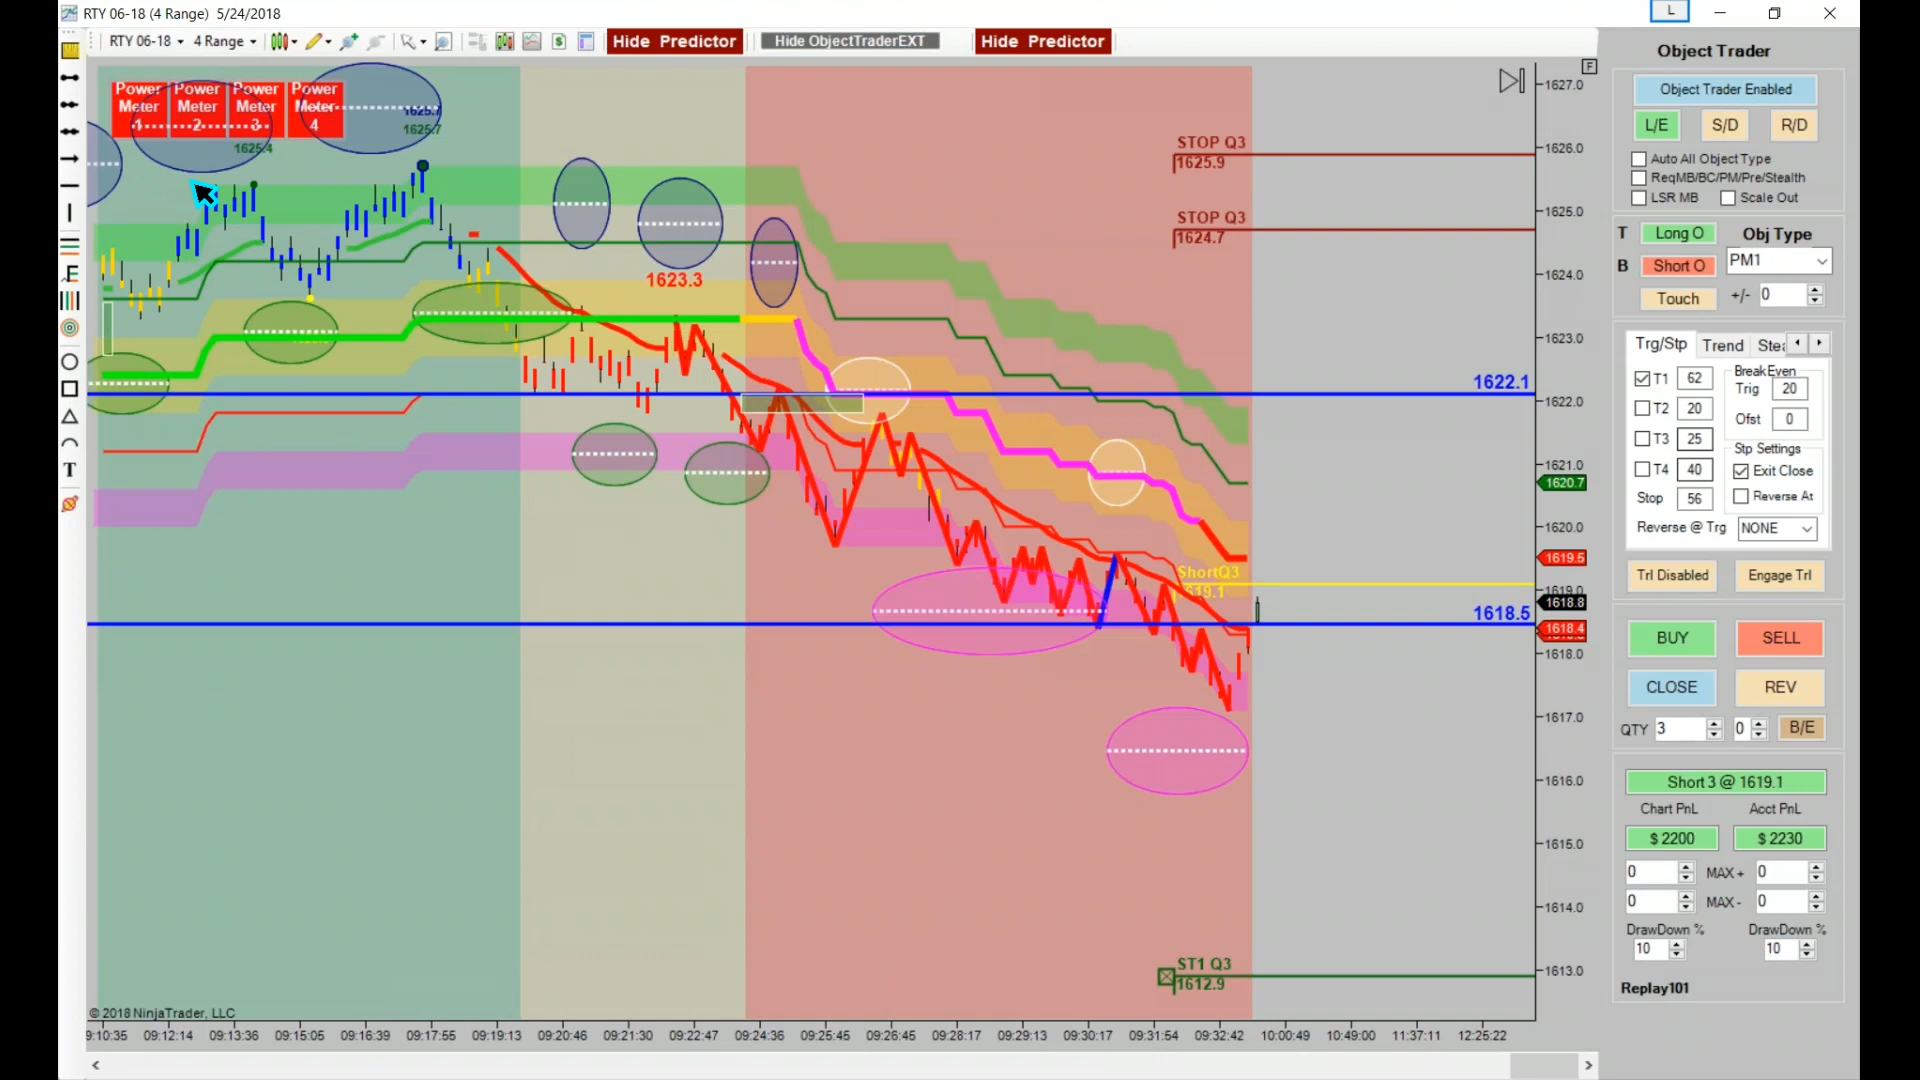 RTY 06-18 (4 Range)  5/24/2018
L
RTY 06-18
4 Range
Hide Predictor
Hide ObjectTraderEXT
Hide Predictor
Power Meter 1
Power Meter 2
Power Meter 3
Power Meter 4
1625.7
1625.7
1625.4
1623.3
STOP Q3
1625.9
STOP Q3
1624.7
1622.1
ShortQ3
1619.1
1618.5
ST1 Q3
1612.9
F
1627.0
1626.0
1625.0
1624.0
1623.0
1622.0
1621.0
1620.7
1620.0
1619.5
1619.0
1618.8
1618.4
1618.0
1617.0
1616.0
1615.0
1614.0
1613.0
© 2018 NinjaTrader, LLC
9:10:35 09:12:14 09:13:36 09:15:05 09:16:39 09:17:55 09:19:13 09:20:46 09:21:30 09:22:47 09:24:36 09:25:45 09:26:45 09:28:17 09:29:13 09:30:17 09:31:54 09:32:42 10:00:49 10:49:00 11:37:11 12:25:22
T
Object Trader
Object Trader Enabled
L/E S/D R/D
Auto All Object Type
ReqMB/BC/PM/Pre/Stealth
LSR MB Scale Out
T Long O Obj Type
B Short O PM1
Touch +/- 0
Trg/Stp Trend Stea
T1 62
T2 20
T3 25
T4 40
Stop 56
BreakEven
Trig 20
Ofst 0
Stp Settings
Exit Close
Reverse At
Reverse @ Trg NONE
Trl Disabled Engage Trl
BUY SELL
CLOSE REV
QTY 3 0 B/E
Short 3 @ 1619.1
Chart PnL Acct PnL
$ 2200 $ 2230
0 MAX + 0
0 MAX - 0
DrawDown % DrawDown %
10 10
Replay101